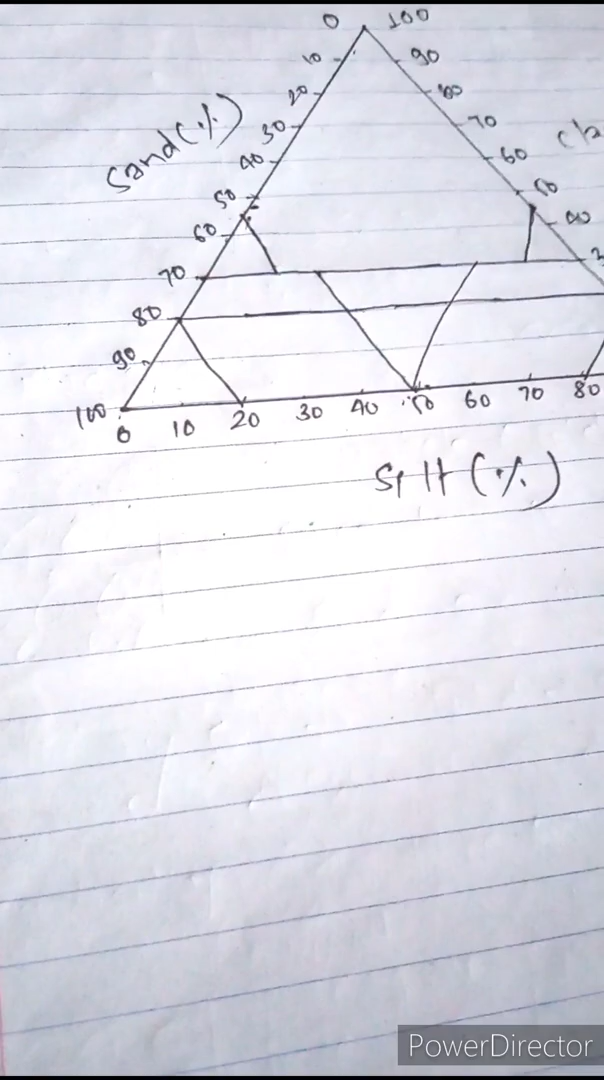 0 100
10 90
20 80
Sand (%) 30 70
40 60
50 50
60 40
70
80
90
100
0 10 20 30 40 50 60 70 80
Silt (%)
PowerDirector